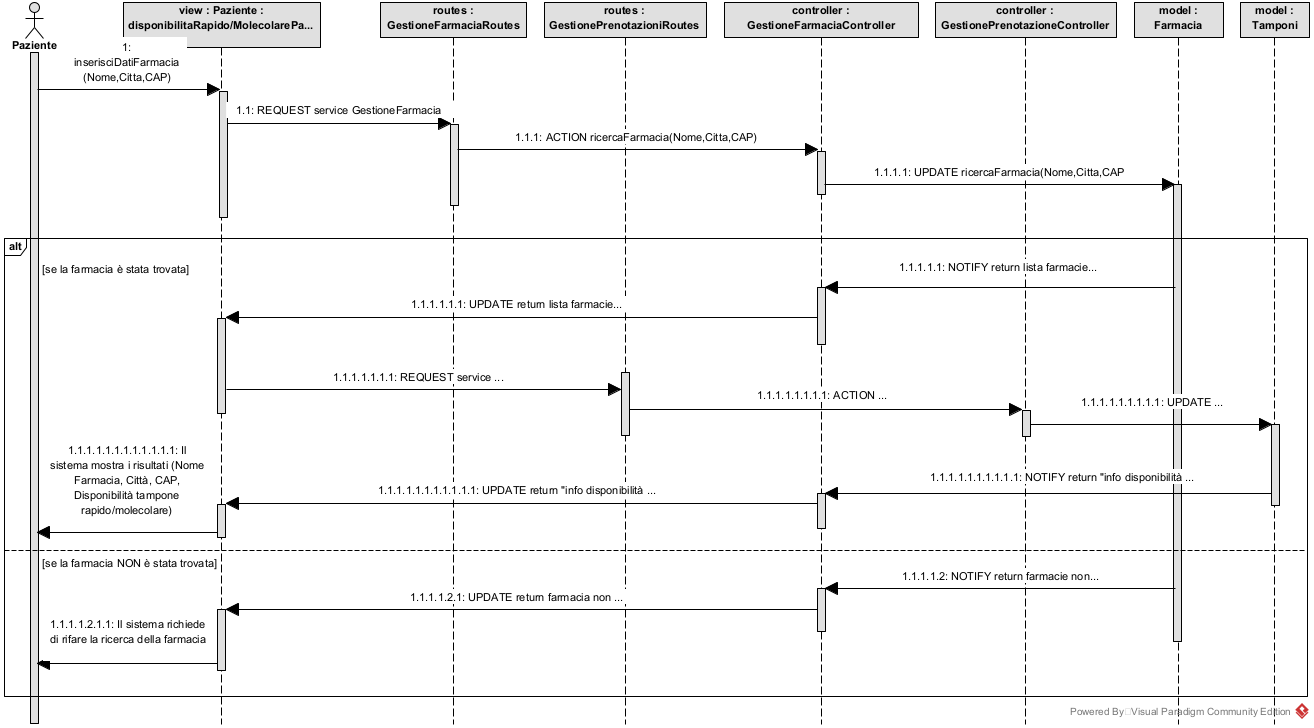 view : Paziente :
disponibilitaRapido/MolecolarePa...
routes :
GestioneFarmaciaRoutes
routes :
GestionePrenotazioniRoutes
controller :
GestioneFarmaciaController
controller :
GestionePrenotazioneController
model :
Farmacia
model :
Tamponi
Paziente
1:
inserisciDatiFarmacia
(Nome,Citta,CAP)
1.1: REQUEST service GestioneFarmacia
1.1.1: ACTION ricercaFarmacia(Nome,Citta,CAP)
1.1.1.1: UPDATE ricercaFarmacia(Nome,Citta,CAP
alt
[se la farmacia è stata trovata]
1.1.1.1.1: NOTIFY return lista farmacie...
1.1.1.1.1.1: UPDATE return lista farmacie...
1.1.1.1.1.1.1: REQUEST service ...
1.1.1.1.1.1.1.1: ACTION ...
1.1.1.1.1.1.1.1.1: UPDATE ...
1.1.1.1.1.1.1.1.1.1: NOTIFY return "info disponibilità ...
1.1.1.1.1.1.1.1.1.1.1: UPDATE return "info disponibilità ...
1.1.1.1.1.1.1.1.1.1.1.1: Il
sistema mostra i risultati (Nome
Farmacia, Città, CAP,
Disponibilità tampone
rapido/molecolare)
[se la farmacia NON è stata trovata]
1.1.1.1.2: NOTIFY return farmacie non...
1.1.1.1.2.1: UPDATE return farmacia non ...
1.1.1.1.2.1.1: Il sistema richiede
di rifare la ricerca della farmacia
Powered By Visual Paradigm Community Edition